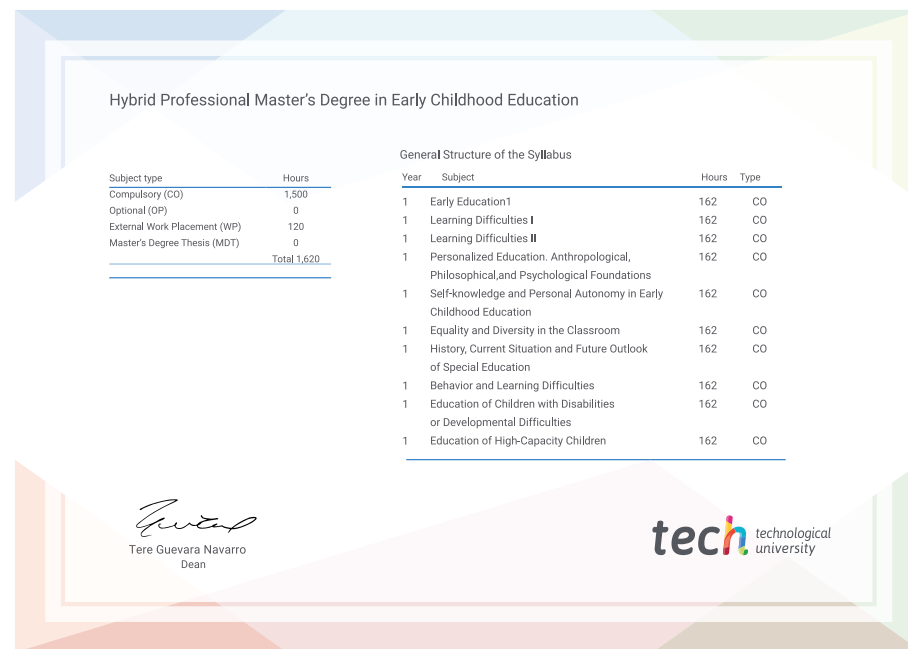 Hybrid Professional Master's Degree in Early Childhood Education
Subject type Hours
Compulsory (CO) 1,500
Optional (OP) 0
External Work Placement (WP) 120
Master's Degree Thesis (MDT) 0
Total 1,620
General Structure of the Syllabus
Year Subject Hours Type
1 Early Education1 162 CO
1 Learning Difficulties I 162 CO
1 Learning Difficulties II 162 CO
1 Personalized Education. Anthropological, 162 CO
Philosophical,and Psychological Foundations
1 Self-knowledge and Personal Autonomy in Early 162 CO
Childhood Education
1 Equality and Diversity in the Classroom 162 CO
1 History, Current Situation and Future Outlook 162 CO
of Special Education
1 Behavior and Learning Difficulties 162 CO
1 Education of Children with Disabilities 162 CO
or Developmental Difficulties
1 Education of High-Capacity Children 162 CO
Tere Guevara Navarro
Dean
tech technological
university